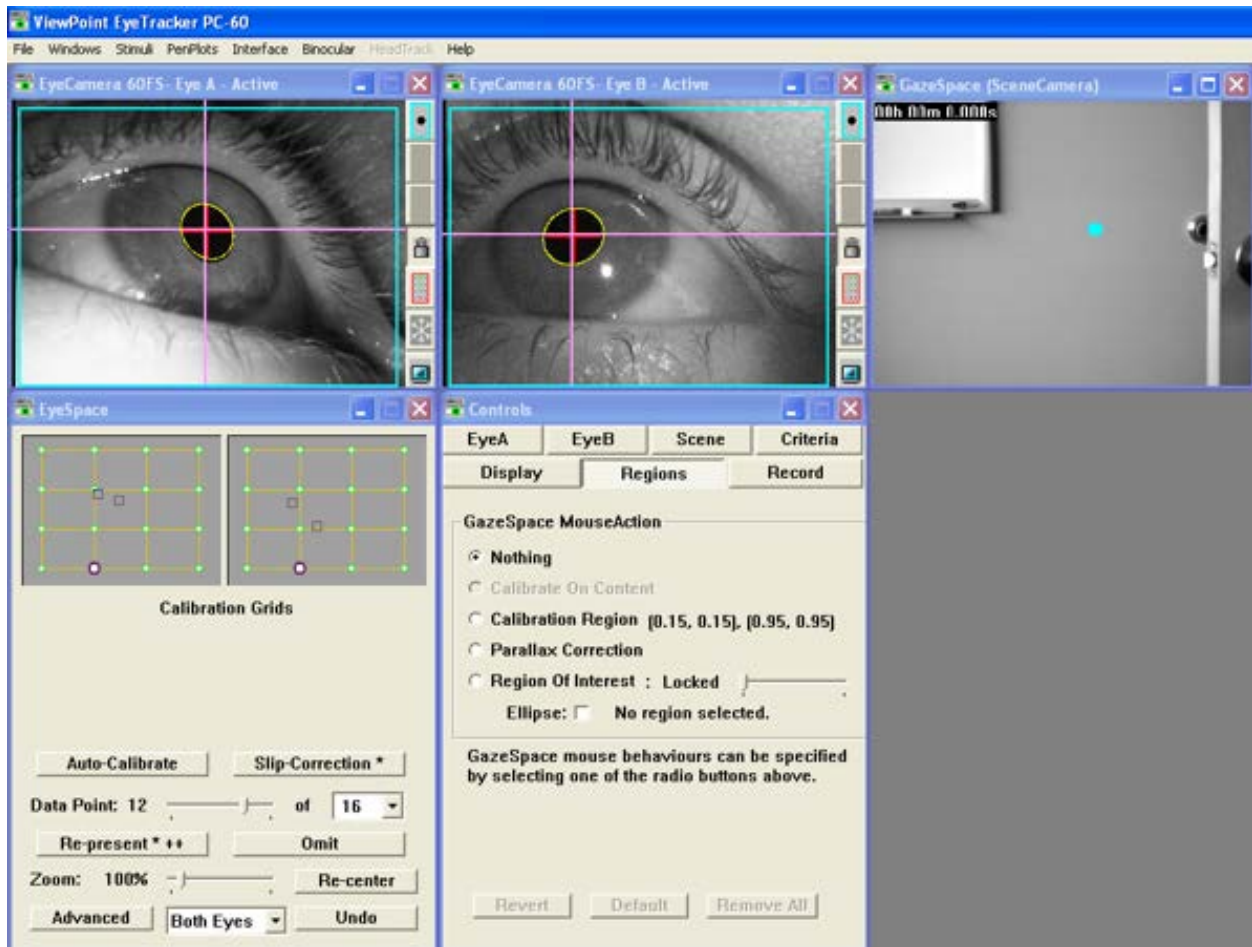 ViewPoint EyeTracker PC-60
File Windows Stimuli PenPlots Interface Binocular HeadTrack Help
EyeCamera 60FS- Eye A - Active
EyeCamera 60FS- Eye B - Active
GazeSpace (SceneCamera)
EyeSpace
Calibration Grids
Auto-Calibrate Slip-Correction *
Data Point: 12 of 16
Re-present * ++ Omit
Zoom: 100% Re-center
Advanced Both Eyes Undo
Controls
EyeA EyeB Scene Criteria
Display Regions Record
GazeSpace MouseAction
Nothing
Calibrate On Content
Calibration Region (0.15, 0.15), (0.95, 0.95)
Parallax Correction
Region Of Interest : Locked
Ellipse: No region selected.
GazeSpace mouse behaviours can be specified
by selecting one of the radio buttons above.
Revert Default Remove All